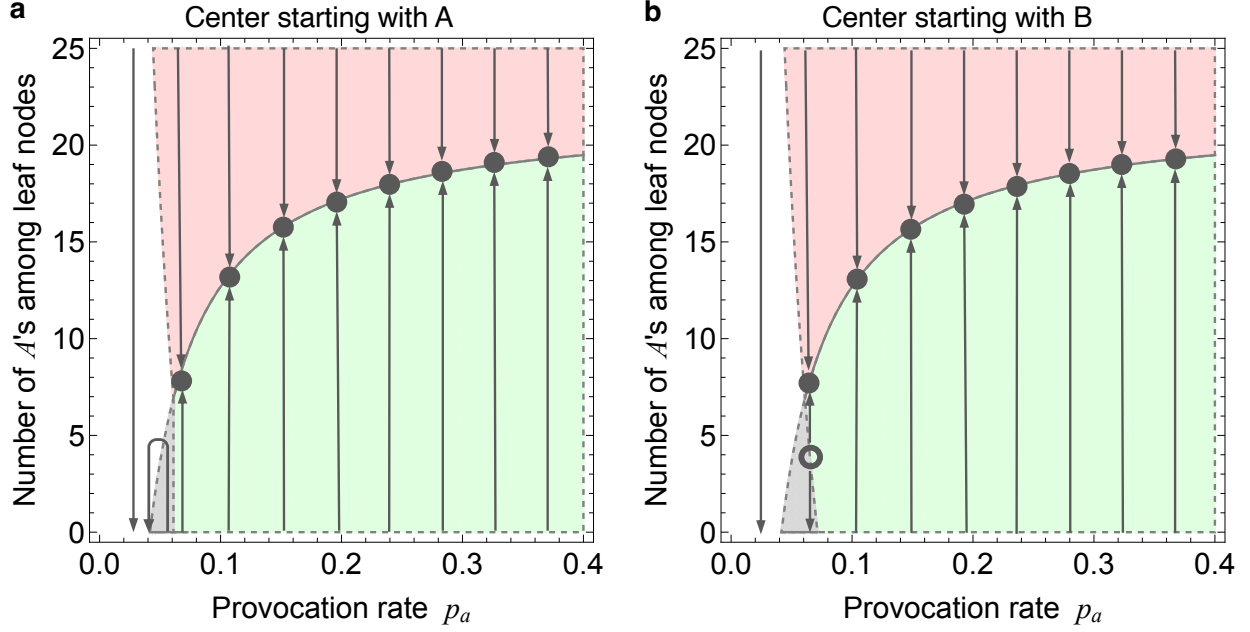 a
Center starting with A
25
20
15
10
5
0
Number of A's among leaf nodes
0.0 0.1 0.2 0.3 0.4
Provocation rate pₐ
b
Center starting with B
25
20
15
10
5
0
Number of A's among leaf nodes
0.0 0.1 0.2 0.3 0.4
Provocation rate pₐ